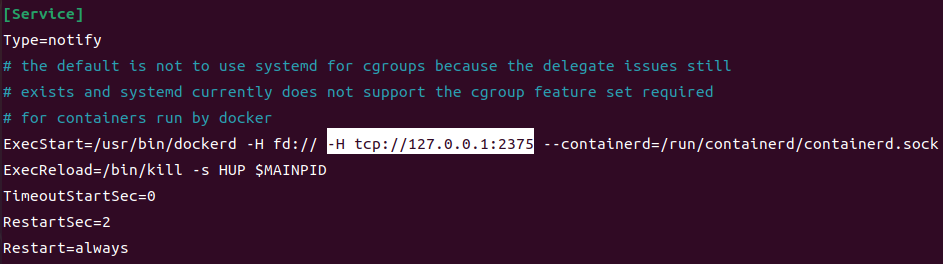 [Service]
Type=notify
# the default is not to use systemd for cgroups because the delegate issues still
# exists and systemd currently does not support the cgroup feature set required
# for containers run by docker
ExecStart=/usr/bin/dockerd -H fd:// -H tcp://127.0.0.1:2375 --containerd=/run/containerd/containerd.sock
ExecReload=/bin/kill -s HUP $MAINPID
TimeoutStartSec=0
RestartSec=2
Restart=always